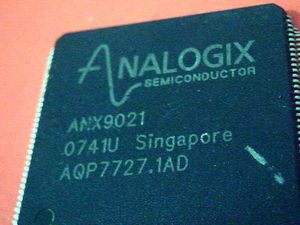 ANALOGIX
SEMICONDUCTOR
ANX9021
0741U Singapore
AQP7727.1AD